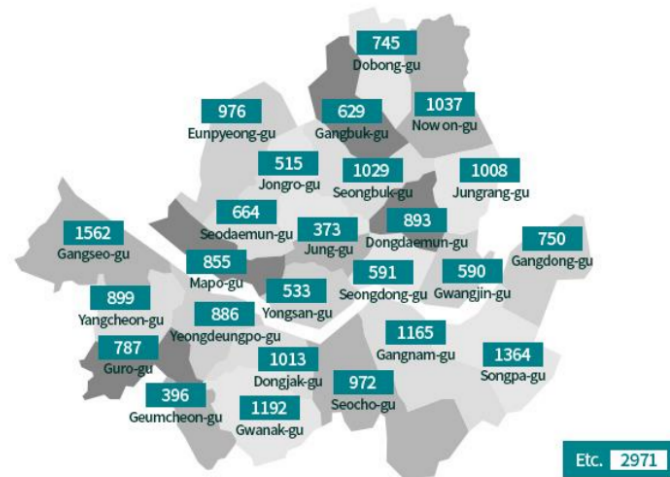 745
Dobong-gu
976
Eunpyeong-gu
629
Gangbuk-gu
1037
Nowon-gu
515
Jongro-gu
1029
Seongbuk-gu
1008
Jungrang-gu
664
Seodaemun-gu
373
Jung-gu
893
Dongdaemun-gu
750
Gangdong-gu
1562
Gangseo-gu
855
Mapo-gu
533
Yongsan-gu
591
Seongdong-gu
590
Gwangjin-gu
899
Yangcheon-gu
886
Yeongdeungpo-gu
1165
Gangnam-gu
1364
Songpa-gu
787
Guro-gu
1013
Dongjak-gu
972
Seocho-gu
396
Geumcheon-gu
1192
Gwanak-gu
Etc. 2971